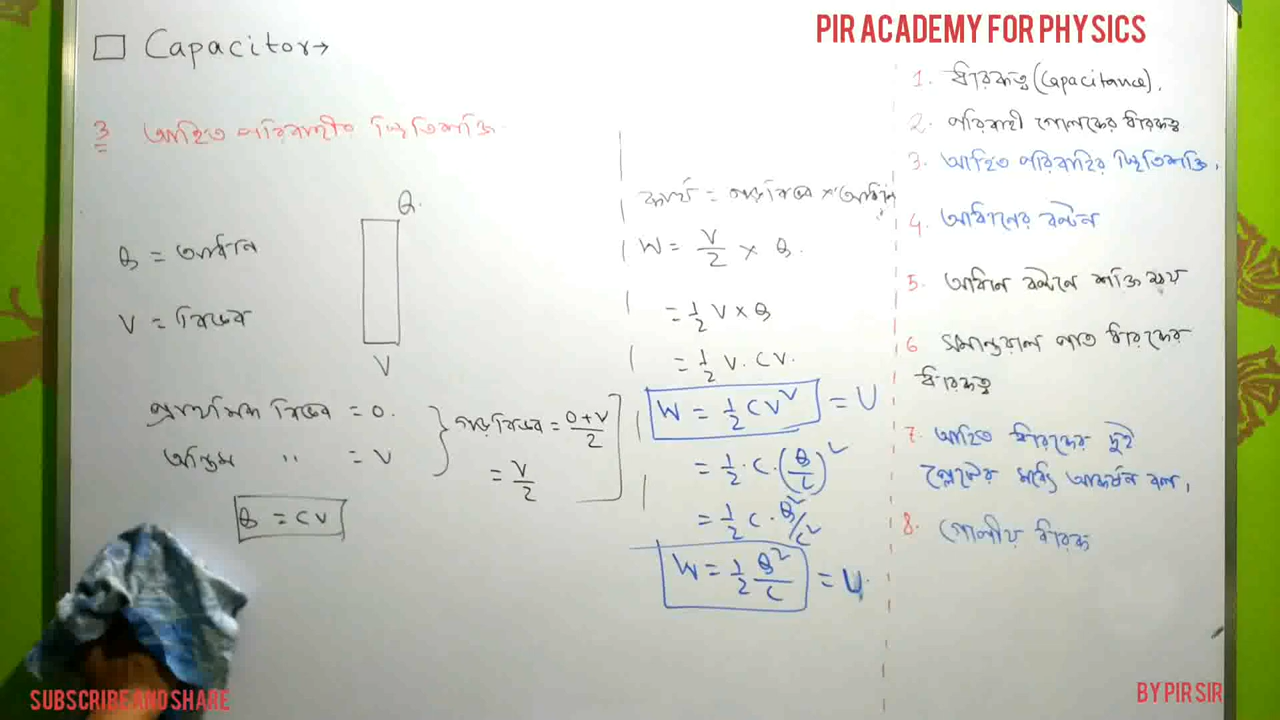 PIR ACADEMY FOR PHYSICS
Capacitor→
3 আহিত পরিবাহীর স্থিতিশক্তি
Q.
Q = আধান
V = বিভব
V
প্রাথমিক বিভব = 0.
অন্তিম " = V
গড়বিভব = 0+V/2
= V/2
Q = CV
কার্য = গড়বিভব × আধান
W = V/2 × Q.
= 1/2 V × Q
= 1/2 V. CV.
W = 1/2 CV² = U
= 1/2 . C . (Q/C)²
= 1/2 C . Q²/C²
W = 1/2 Q²/C = U.
1. ধারকত্ব (Capacitance).
2. পরিবাহী গোলকের ধারকত্ব
3. আহিত পরিবাহির স্থিতিশক্তি.
4. আধানের বন্টন
5. আধান বন্টনে শক্তি ক্ষয়
6 সমান্তরাল পাত ধারকের
ধারকত্ব
7. আহিত ধারকের দুই
প্লেটের মধ্যে আকর্ষন বল.
8. গোলীয় ধারক
SUBSCRIBE AND SHARE
BY PIR SIR